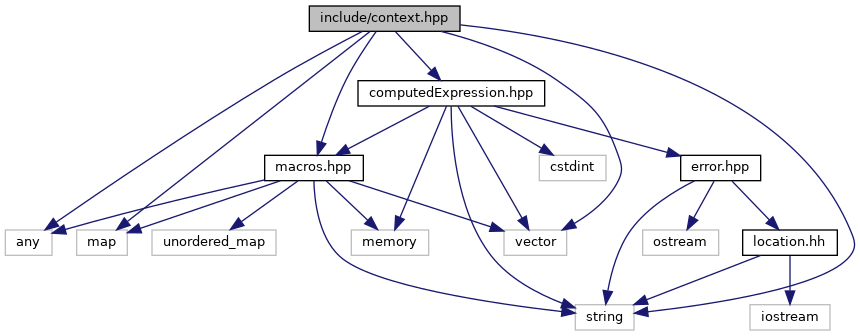 include/context.hpp
computedExpression.hpp
macros.hpp
cstdint
error.hpp
any
map
unordered_map
memory
vector
ostream
location.hh
string
iostream